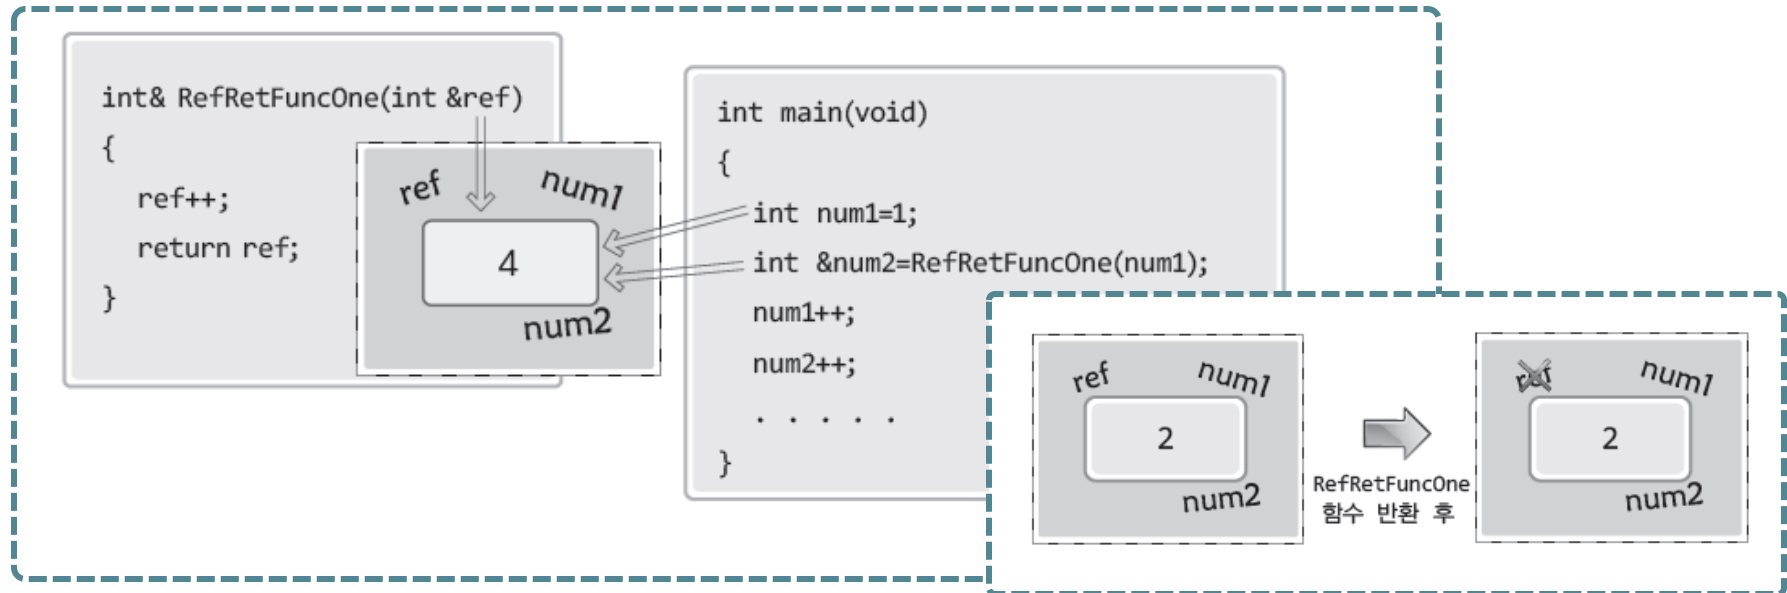 int& RefRetFuncOne(int &ref)
{
ref++;
return ref;
}
ref
num1
4
num2
int main(void)
{
int num1=1;
int &num2=RefRetFuncOne(num1);
num1++;
num2++;
. . . . .
}
ref
num1
2
num2
RefRetFuncOne
함수 반환 후
ref
num1
2
num2